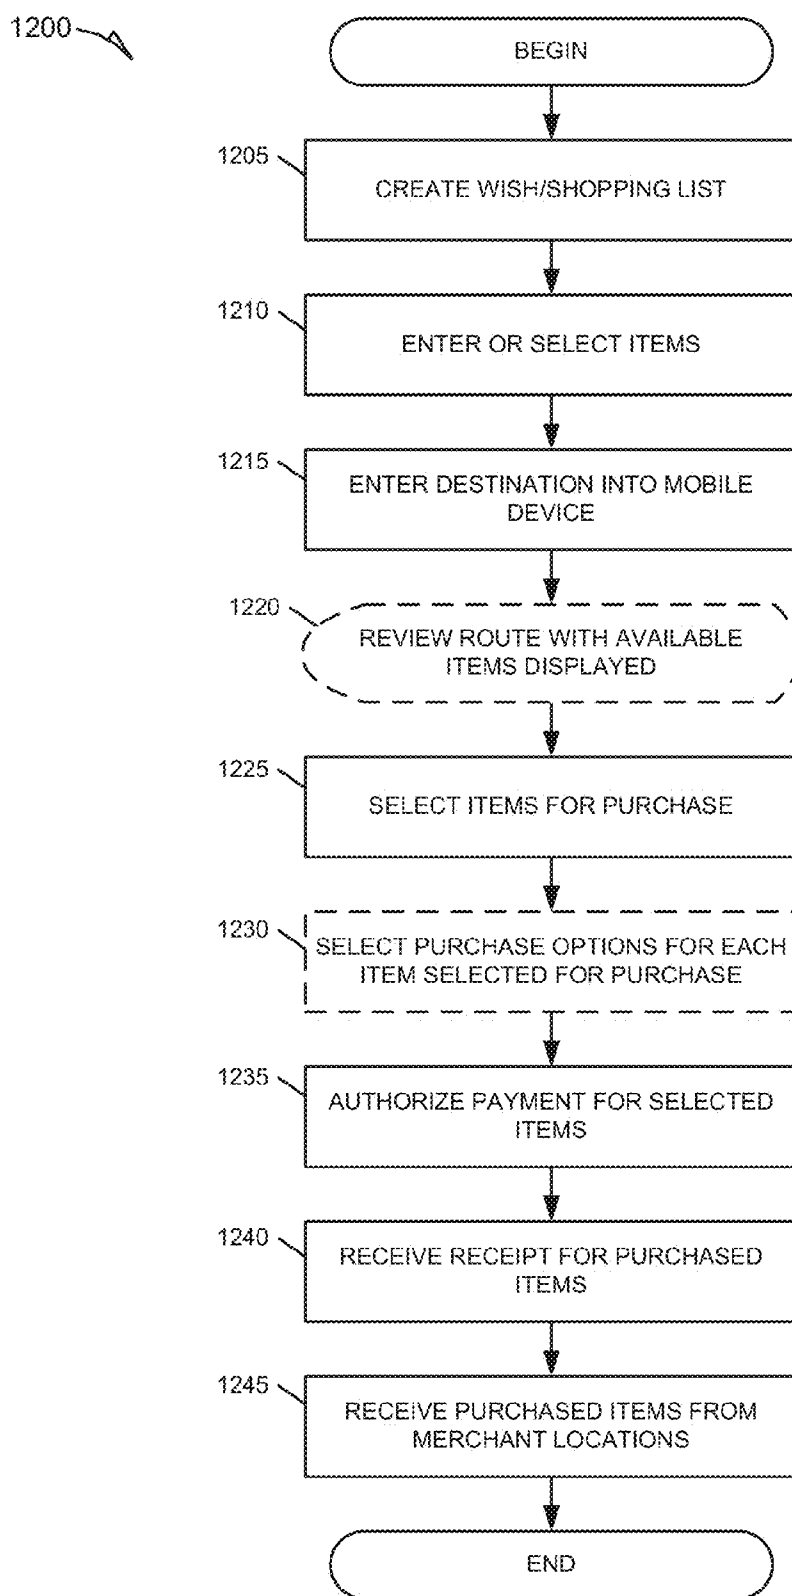 1200
BEGIN
1205
CREATE WISH/SHOPPING LIST
1210
ENTER OR SELECT ITEMS
1215
ENTER DESTINATION INTO MOBILE
DEVICE
1220
REVIEW ROUTE WITH AVAILABLE
ITEMS DISPLAYED
1225
SELECT ITEMS FOR PURCHASE
1230
SELECT PURCHASE OPTIONS FOR EACH
ITEM SELECTED FOR PURCHASE
1235
AUTHORIZE PAYMENT FOR SELECTED
ITEMS
1240
RECEIVE RECEIPT FOR PURCHASED
ITEMS
1245
RECEIVE PURCHASED ITEMS FROM
MERCHANT LOCATIONS
END